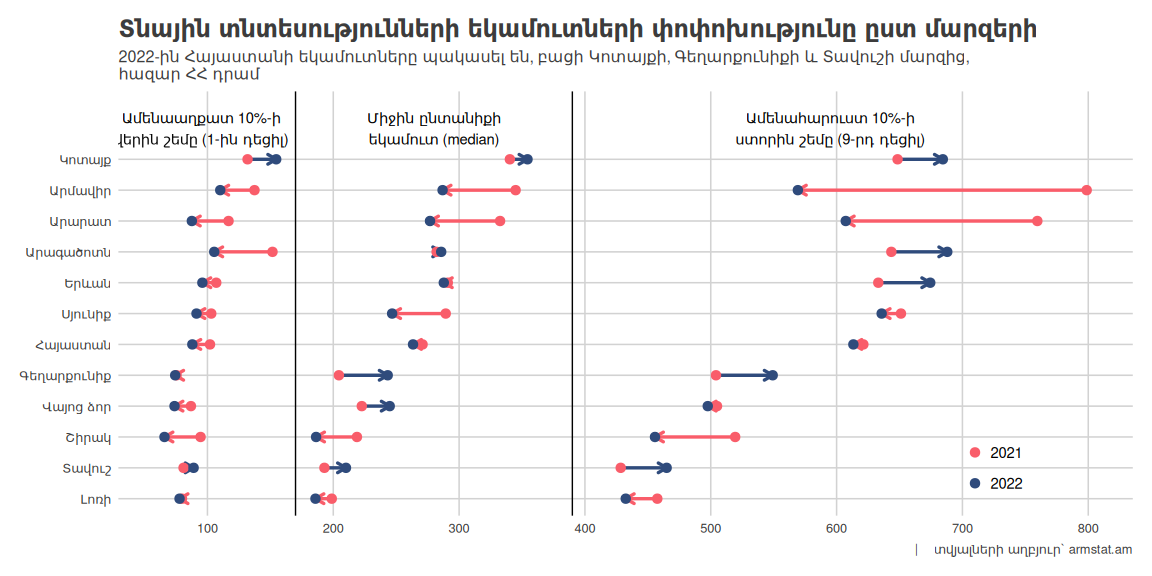 Տնային տնտեսությունների եկամուտների փոփոխությունը ըստ մարզերի
2022-ին Հայաստանի եկամուտները պակասել են, բացի Կոտայքի, Գեղարքունիքի և Տավուշի մարզից,
հազար ՀՀ դրամ
Ամենաաղքատ 10%-ի
վերին շեմը (1-ին դեցիլ)
Միջին ընտանիքի
եկամուտ (median)
Ամենահարուստ 10%-ի
ստորին շեմը (9-րդ դեցիլ)
Կոտայք
Արմավիր
Արարատ
Արագածոտն
Երևան
Սյունիք
Հայաստան
Գեղարքունիք
Վայոց ձոր
Շիրակ
Տավուշ
Լոռի
2021
2022
100 200 300 400 500 600 700 800
| տվյալների աղբյուր՝ armstat.am